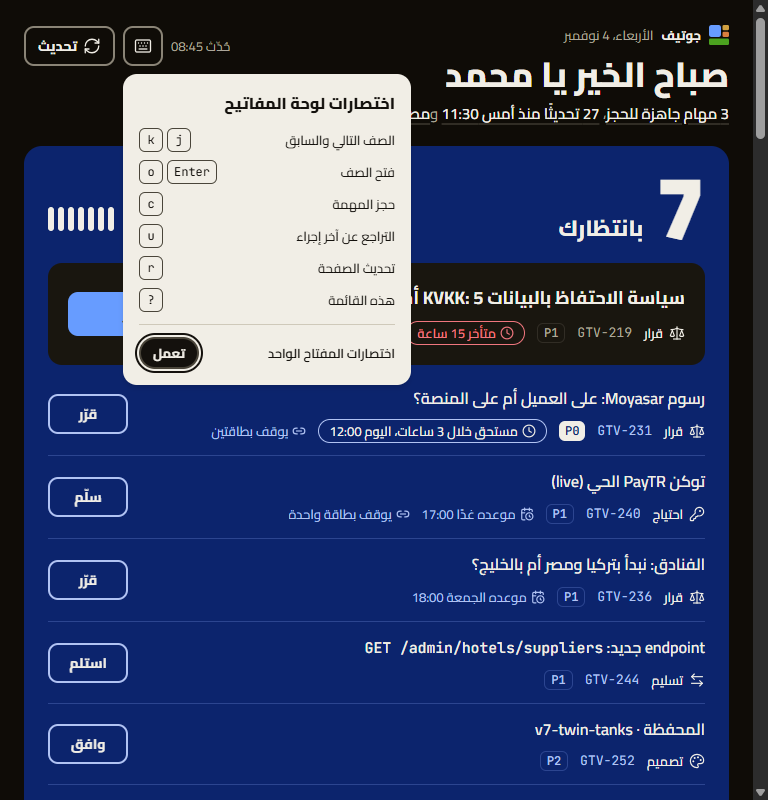 جوتيف الأربعاء، 4 نوفمبر
حُدّث 08:45
تحديث
صباح الخير يا محمد
3 مهام جاهزة للحجز، 27 تحديثًا منذ أمس 11:30 ومص
اختصارات لوحة المفاتيح
الصف التالي والسابق j k
فتح الصف Enter o
حجز المهمة c
التراجع عن آخر إجراء u
تحديث الصفحة r
هذه القائمة ?
اختصارات المفتاح الواحد تعمل
7 بانتظارك
سياسة الاحتفاظ بالبيانات KVKK: 5
قرار GTV-219 P1 متأخر 15 ساعة
رسوم Moyasar: على العميل أم على المنصة؟
قرار GTV-231 P0 مستحق خلال 3 ساعات، اليوم 12:00 يوقف بطاقتين
قرّر
توكن PayTR الحي (live)
احتياج GTV-240 P1 موعده غدًا 17:00 يوقف بطاقة واحدة
سلّم
الفنادق: نبدأ بتركيا ومصر أم بالخليج؟
قرار GTV-236 P1 موعده الجمعة 18:00
قرّر
endpoint جديد: GET /admin/hotels/suppliers
تسليم GTV-244 P1
استلم
المحفظة · v7-twin-tanks
تصميم GTV-252 P2
وافق